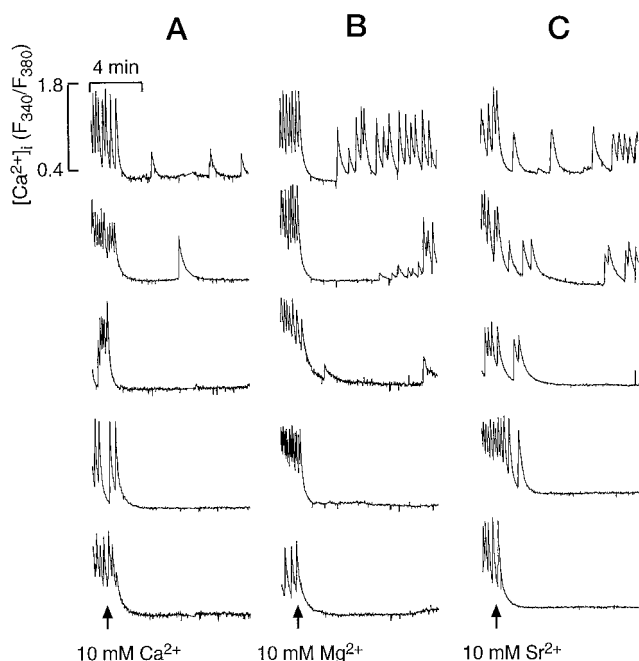 A B C
4 min
1.8
0.4
[Ca²⁺]ᵢ (F₃₄₀/F₃₈₀)
10 mM Ca²⁺ 10 mM Mg²⁺ 10 mM Sr²⁺